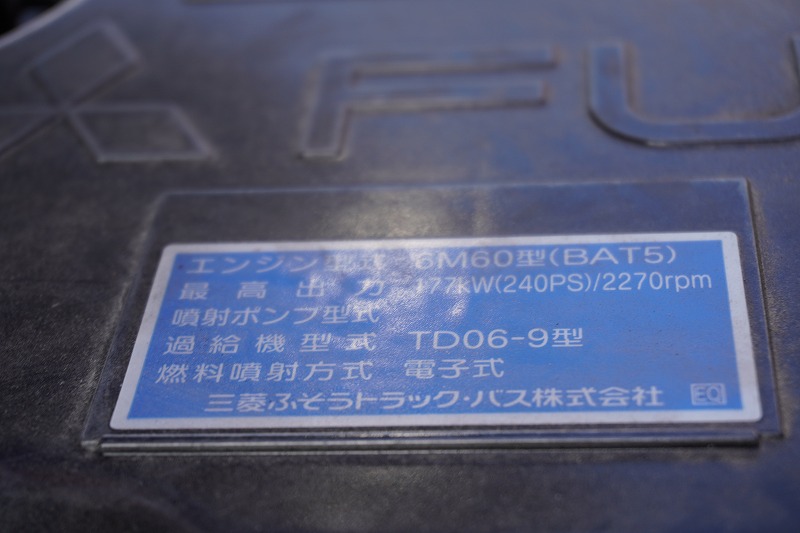 FU
エンジン型式 6M60型(BAT5)
最高出力 177kW(240PS)/2270rpm
噴射ポンプ型式
過給機型式 TD06-9型
燃料噴射方式 電子式
三菱ふそうトラック・バス株式会社 EQ